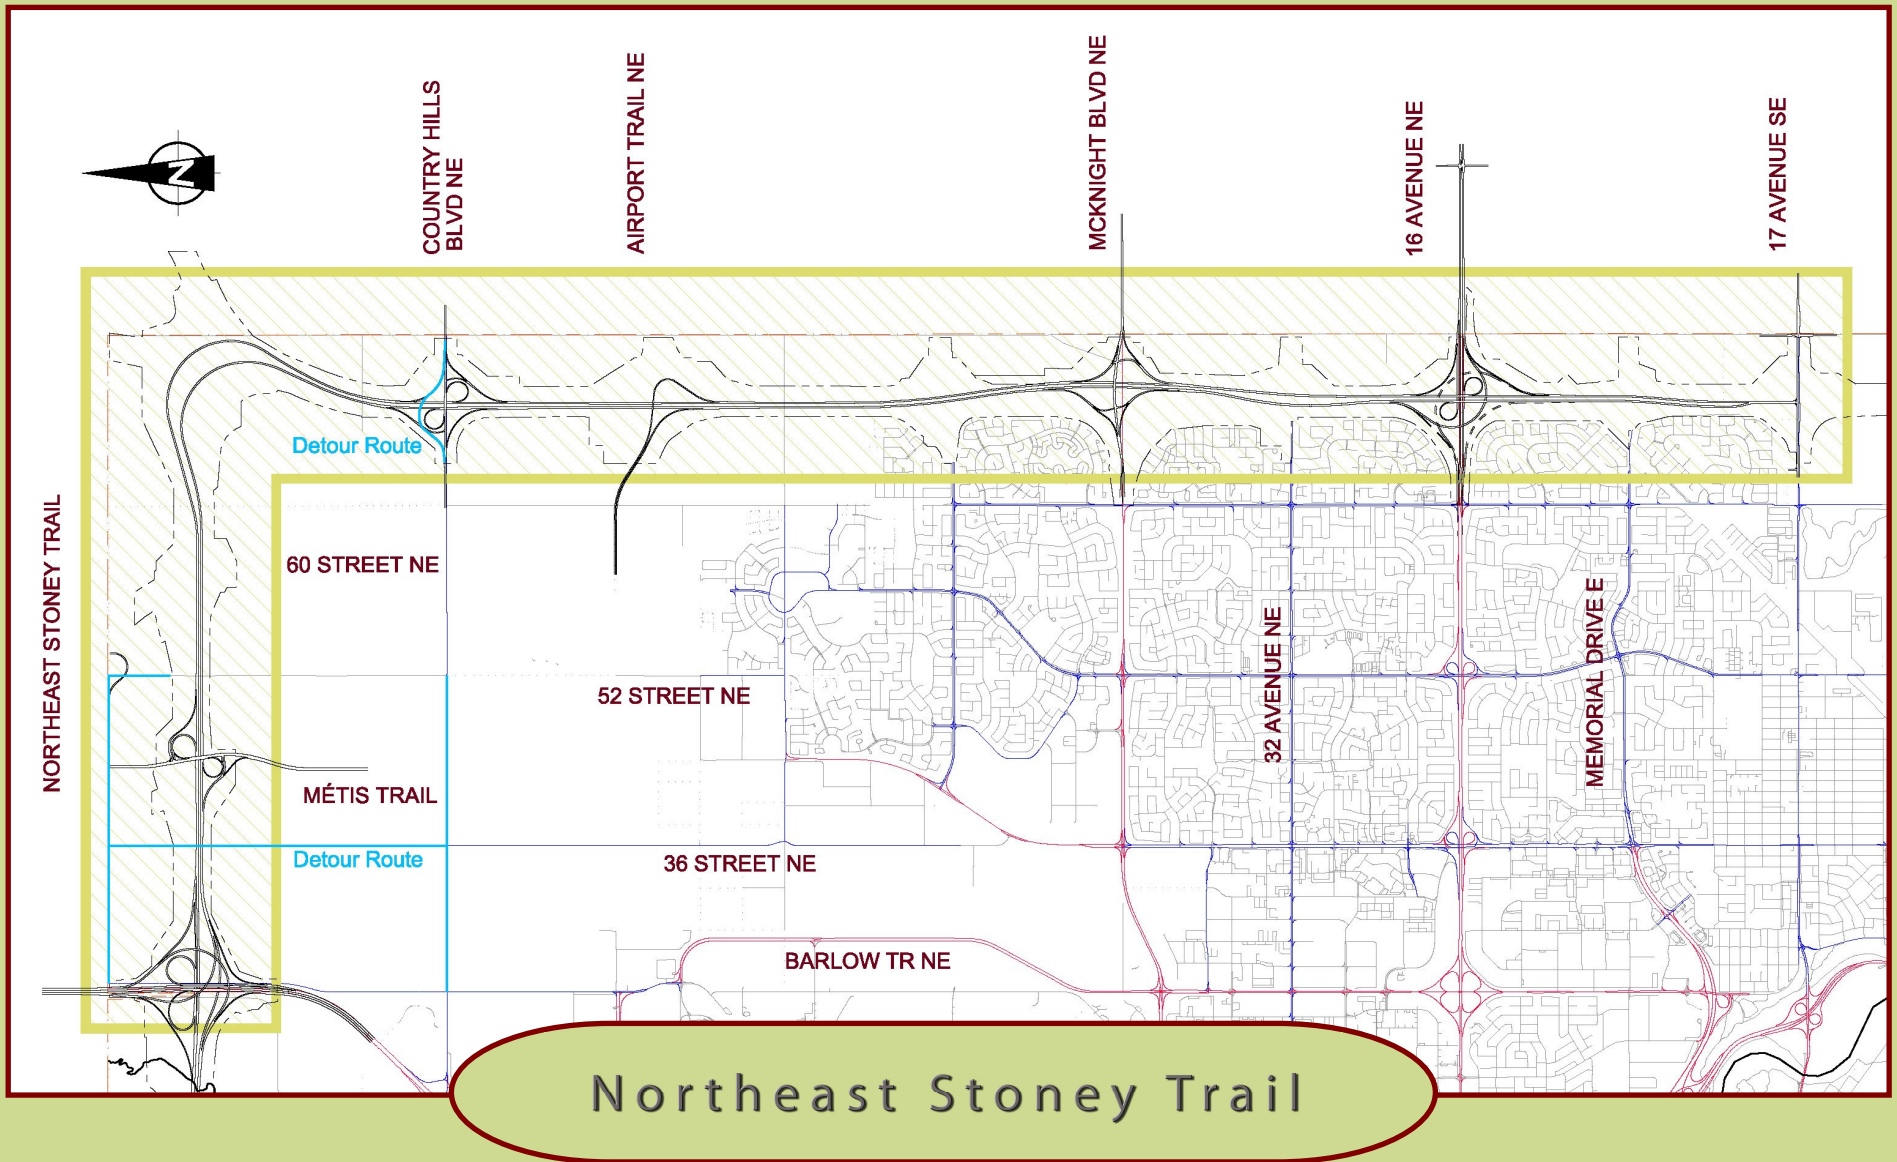 COUNTRY HILLS
BLVD NE
AIRPORT TRAIL NE
MCKNIGHT BLVD NE
16 AVENUE NE
17 AVENUE SE
N
Detour Route
NORTHEAST STONEY TRAIL
60 STREET NE
52 STREET NE
32 AVENUE NE
MEMORIAL DRIVE E
MÉTIS TRAIL
Detour Route
36 STREET NE
BARLOW TR NE
Northeast Stoney Trail